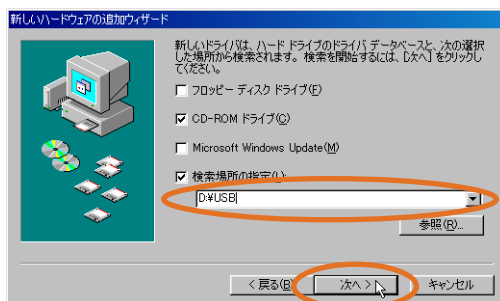 新しいハードウェアの追加ウィザード
新しいドライバは、ハード ドライブのドライバ データベースと、次の選択
した場所から検索されます。検索を開始するには、[次へ] をクリックし
てください。
フロッピー ディスク ドライブ(F)
CD-ROM ドライブ(C)
Microsoft Windows Update(M)
検索場所の指定(L):
D:¥USB
参照(R)...
< 戻る(B)
次へ >
キャンセル